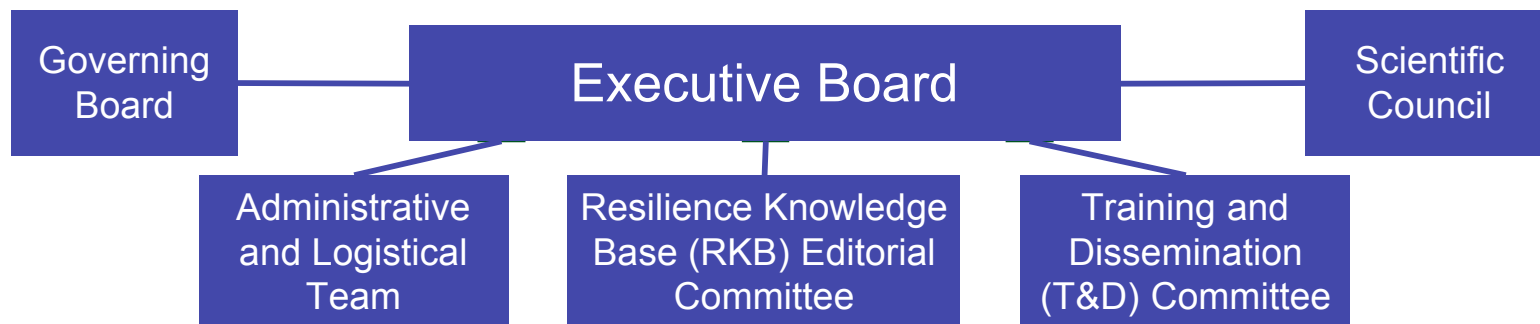 Governing
Board
Executive Board
Scientific
Council
Administrative
and Logistical
Team
Resilience Knowledge
Base (RKB) Editorial
Committee
Training and
Dissemination
(T&D) Committee